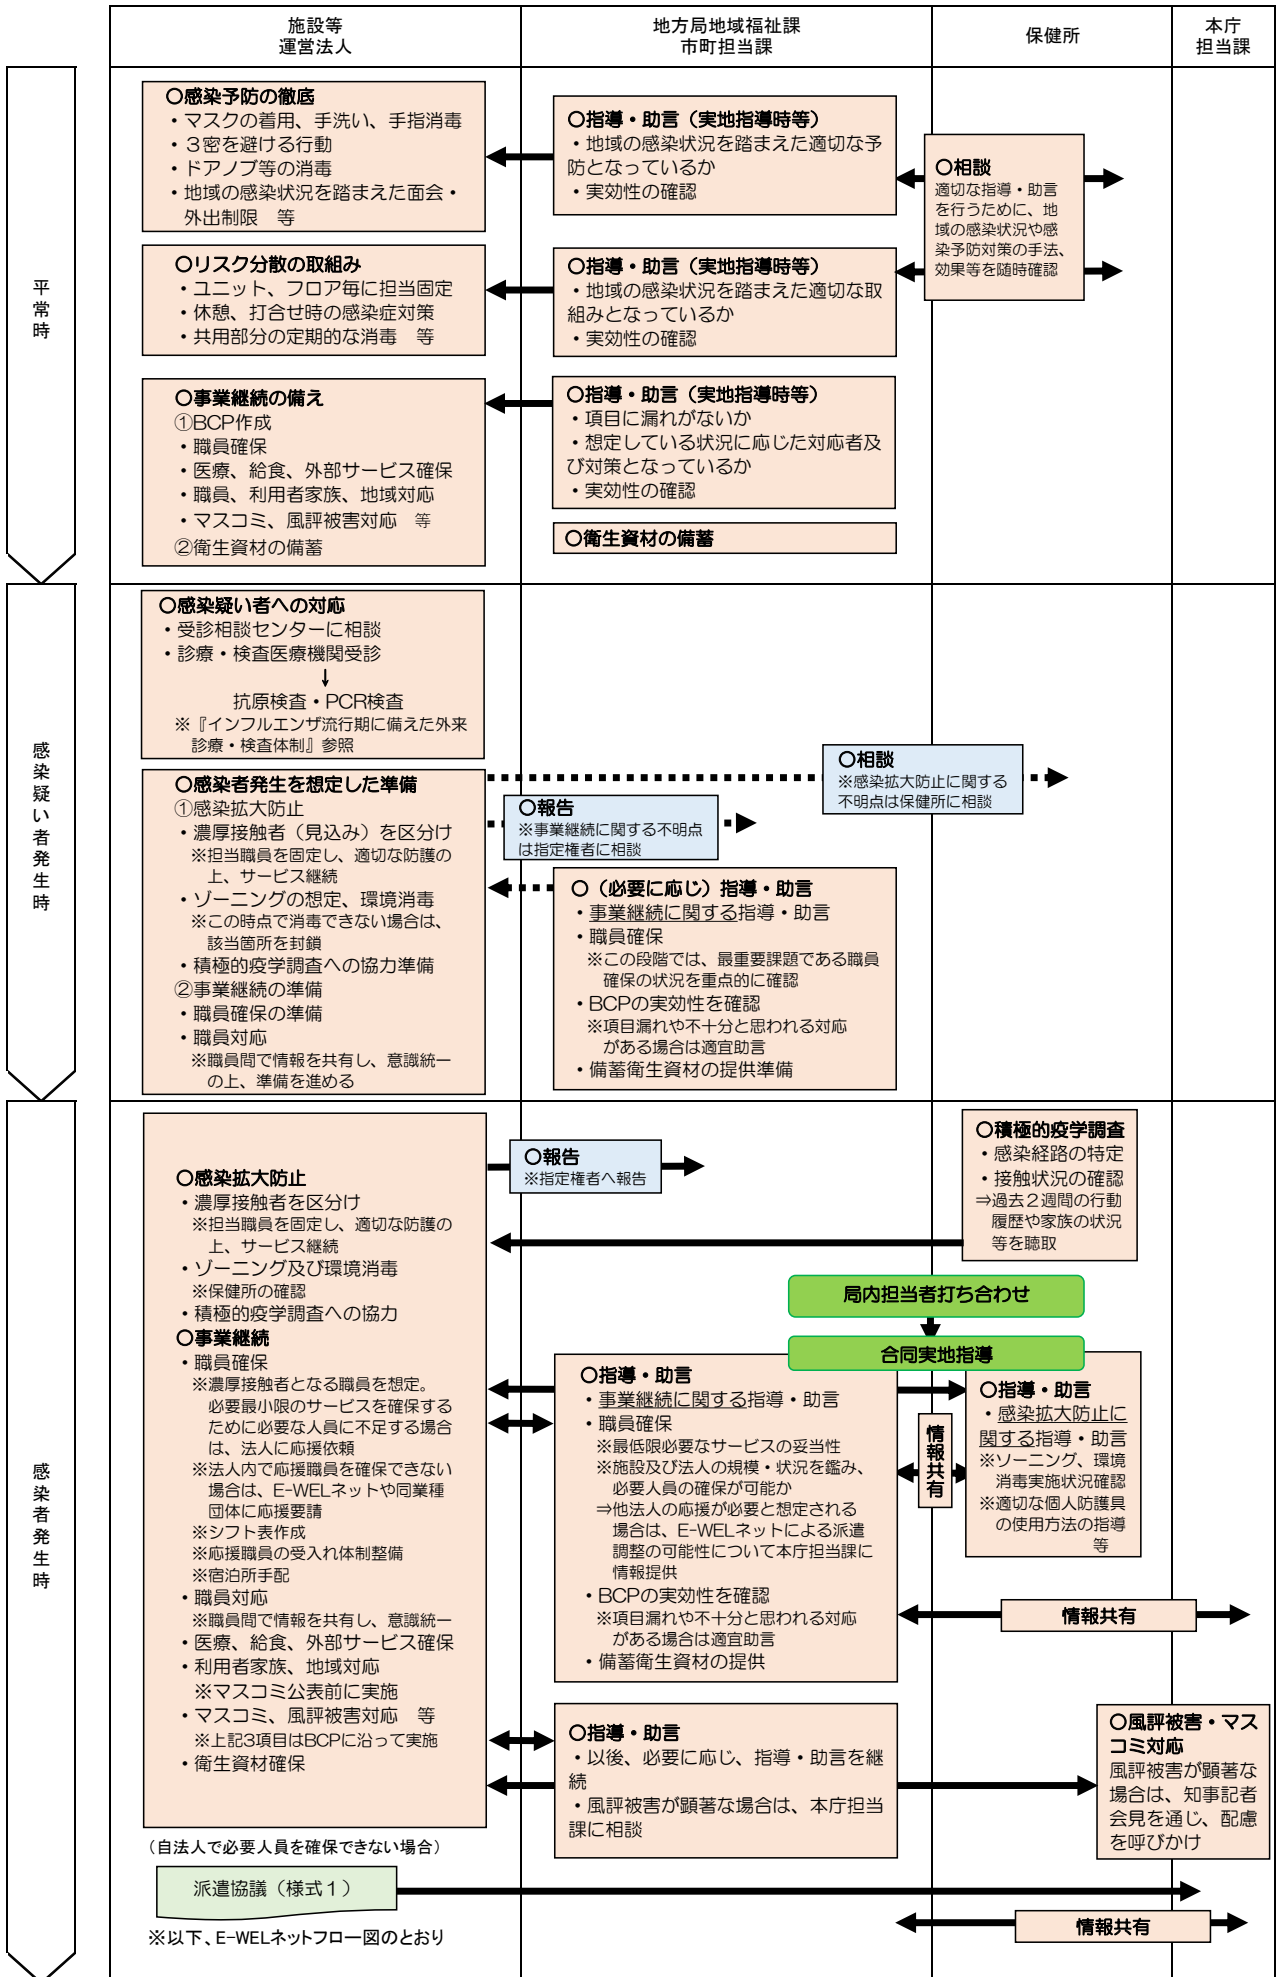 施設等
運営法人
地方局地域福祉課
市町担当課
保健所
本庁
担当課
平常時
〇感染予防の徹底
・マスクの着用、手洗い、手指消毒
・３密を避ける行動
・ドアノブ等の消毒
・地域の感染状況を踏まえた面会・
外出制限　等
〇指導・助言（実地指導時等）
・地域の感染状況を踏まえた適切な予
防となっているか
・実効性の確認
〇相談
適切な指導・助言
を行うために、地
域の感染状況や感
染予防対策の手法、
効果等を随時確認
〇リスク分散の取組み
・ユニット、フロア毎に担当固定
・休憩、打合せ時の感染症対策
・共用部分の定期的な消毒　等
〇指導・助言（実地指導時等）
・地域の感染状況を踏まえた適切な取
組みとなっているか
・実効性の確認
〇事業継続の備え
①BCP作成
・職員確保
・医療、給食、外部サービス確保
・職員、利用者家族、地域対応
・マスコミ、風評被害対応　等
②衛生資材の備蓄
〇指導・助言（実地指導時等）
・項目に漏れがないか
・想定している状況に応じた対応者及
び対策となっているか
・実効性の確認
〇衛生資材の備蓄
感染疑い者発生時
〇感染疑い者への対応
・受診相談センターに相談
・診療・検査医療機関受診
↓
抗原検査・PCR検査
※『インフルエンザ流行期に備えた外来
診療・検査体制』参照
〇感染者発生を想定した準備
①感染拡大防止
・濃厚接触者（見込み）を区分け
※担当職員を固定し、適切な防護の
上、サービス継続
・ゾーニングの想定、環境消毒
※この時点で消毒できない場合は、
該当箇所を封鎖
・積極的疫学調査への協力準備
②事業継続の準備
・職員確保の準備
・職員対応
※職員間で情報を共有し、意識統一
の上、準備を進める
〇相談
※感染拡大防止に関する
不明点は保健所に相談
〇報告
※事業継続に関する不明点
は指定権者に相談
〇（必要に応じ）指導・助言
・事業継続に関する指導・助言
・職員確保
※この段階では、最重要課題である職員
確保の状況を重点的に確認
・BCPの実効性を確認
※項目漏れや不十分と思われる対応
がある場合は適宜助言
・備蓄衛生資材の提供準備
感染者発生時
〇感染拡大防止
・濃厚接触者を区分け
※担当職員を固定し、適切な防護の
上、サービス継続
・ゾーニング及び環境消毒
※保健所の確認
・積極的疫学調査への協力
〇事業継続
・職員確保
※濃厚接触者となる職員を想定。
必要最小限のサービスを確保する
ために必要な人員に不足する場合
は、法人に応援依頼
※法人内で応援職員を確保できない
場合は、E-WELネットや同業種
団体に応援要請
※シフト表作成
※応援職員の受入れ体制整備
※宿泊所手配
・職員対応
※職員間で情報を共有し、意識統一
・医療、給食、外部サービス確保
・利用者家族、地域対応
※マスコミ公表前に実施
・マスコミ、風評被害対応　等
※上記3項目はBCPに沿って実施
・衛生資材確保
〇報告
※指定権者へ報告
〇積極的疫学調査
・感染経路の特定
・接触状況の確認
⇒過去２週間の行動
履歴や家族の状況
等を聴取
局内担当者打ち合わせ
合同実地指導
〇指導・助言
・事業継続に関する指導・助言
・職員確保
※最低限必要なサービスの妥当性
※施設及び法人の規模・状況を鑑み、
必要人員の確保が可能か
⇒他法人の応援が必要と想定される
場合は、E-WELネットによる派遣
調整の可能性について本庁担当課に
情報提供
・BCPの実効性を確認
※項目漏れや不十分と思われる対応
がある場合は適宜助言
・備蓄衛生資材の提供
情報共有
〇指導・助言
・感染拡大防止に
関する指導・助言
※ソーニング、環境
消毒実施状況確認
※適切な個人防護具
の使用方法の指導
等
情報共有
〇指導・助言
・以後、必要に応じ、指導・助言を継
続
・風評被害が顕著な場合は、本庁担当
課に相談
〇風評被害・マス
コミ対応
風評被害が顕著な
場合は、知事記者
会見を通じ、配慮
を呼びかけ
（自法人で必要人員を確保できない場合）
派遣協議（様式１）
※以下、E-WELネットフロー図のとおり
情報共有